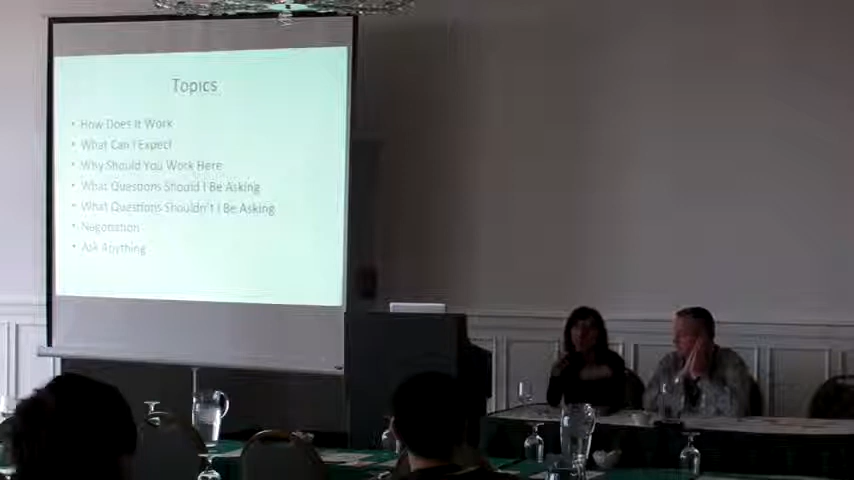 Topics
• How Does It Work
• What Can I Expect
• Why Should You Work Here
• What Questions Should I Be Asking
• What Questions Shouldn't I Be Asking
• Negotiation
• Ask Anything